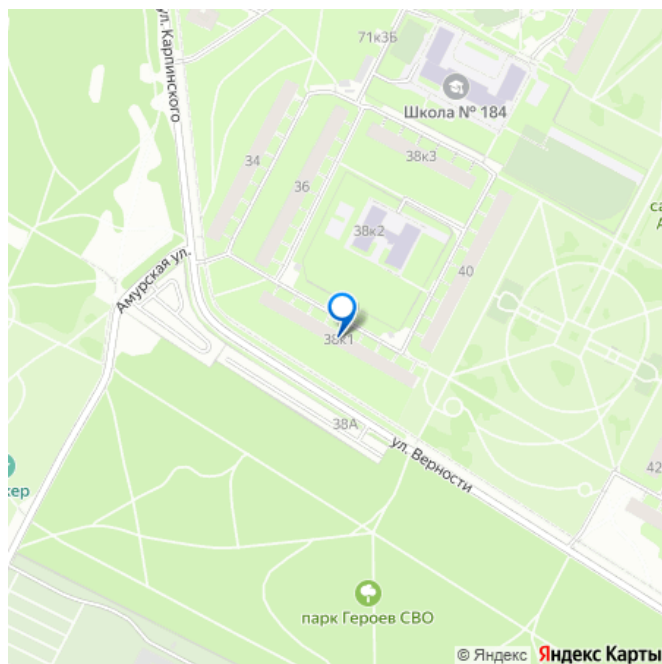 ул. Карпинского
71к3Б
Школа № 184
34
36
38к3
са
А
38к2
40
Амурская ул.
38к1
38А
ул. Верности
42
кер
парк Героев СВО
© Яндекс Яндекс Карты